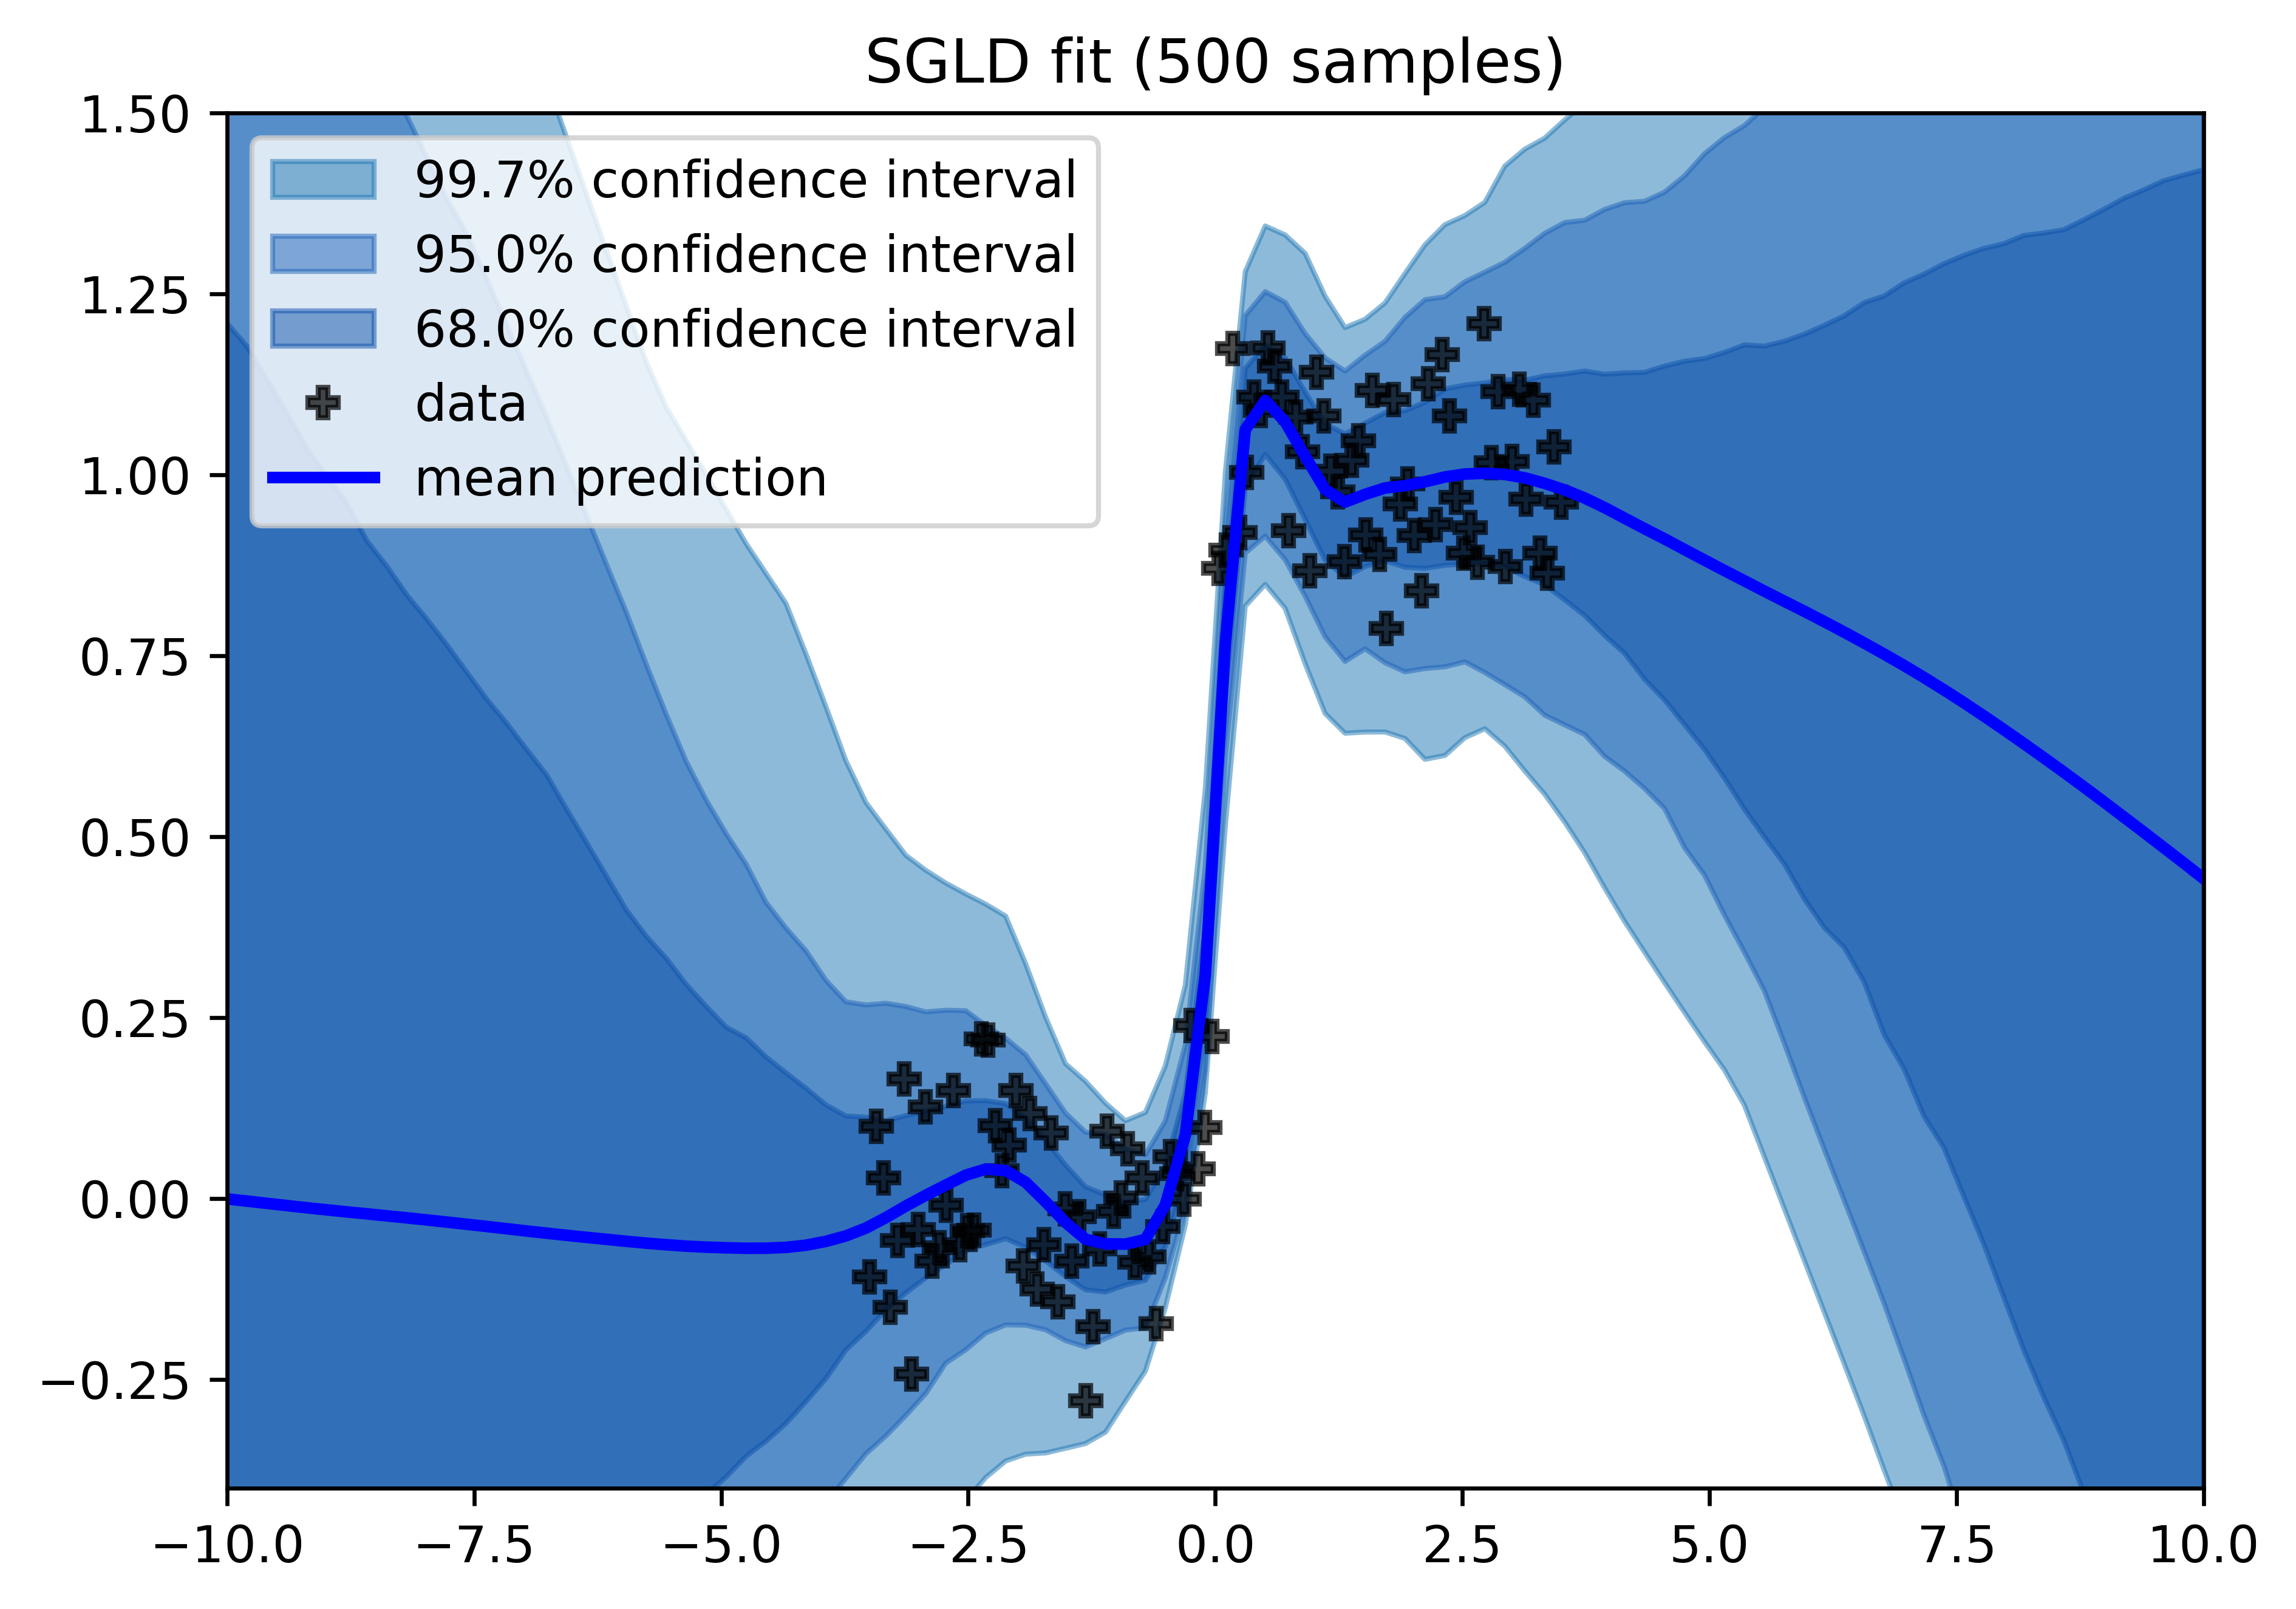 SGLD fit (500 samples)
1.50
1.25
1.00
0.75
0.50
0.25
0.00
−0.25
99.7% confidence interval
95.0% confidence interval
68.0% confidence interval
data
mean prediction
−10.0 −7.5 −5.0 −2.5 0.0 2.5 5.0 7.5 10.0